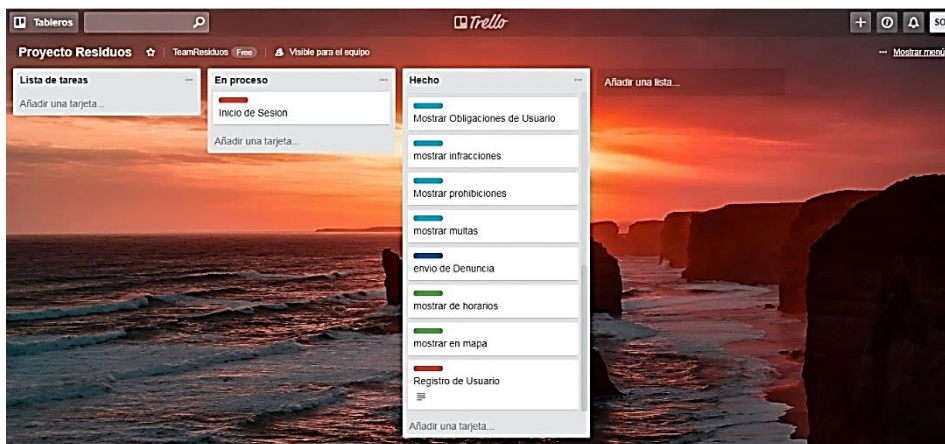 Tableros
Trello
SO
Proyecto Residuos
TeamResiduos Free
Visible para el equipo
... Mostrar menú
Lista de tareas ...
Añadir una tarjeta...
En proceso ...
Inicio de Sesion
Añadir una tarjeta...
Hecho ...
Mostrar Obligaciones de Usuario
mostrar infracciones
Mostrar prohibiciones
mostrar multas
envio de Denuncia
mostrar de horarios
mostrar en mapa
Registro de Usuario
Añadir una tarjeta...
Añadir una lista...